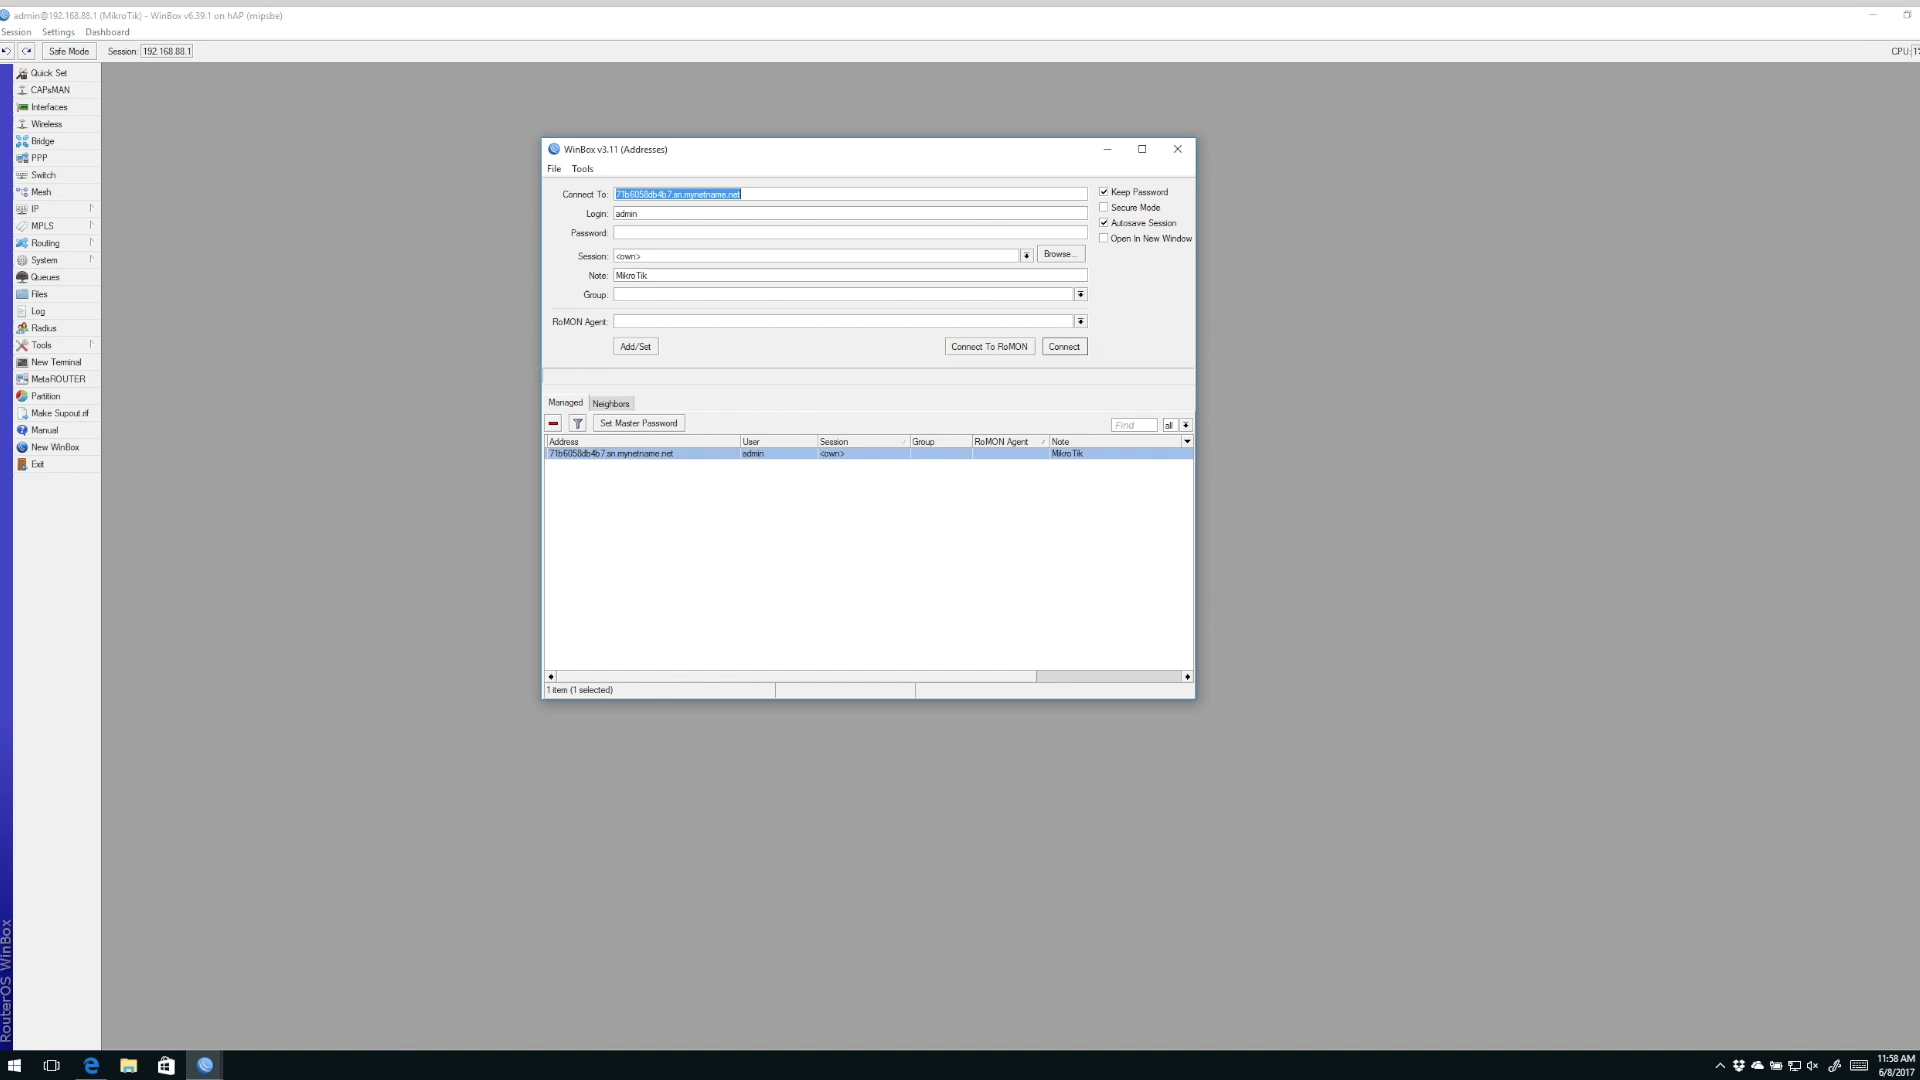 admin@192.168.88.1 (MikroTik) - WinBox v6.39.1 on hAP (mipsbe)
Session Settings Dashboard
Safe Mode Session: 192.168.88.1 CPU:
Quick Set
CAPsMAN
Interfaces
Wireless
Bridge
PPP
Switch
Mesh
IP
MPLS
Routing
System
Queues
Files
Log
Radius
Tools
New Terminal
MetaROUTER
Partition
Make Supout.rif
Manual
New WinBox
Exit
RouterOS WinBox
WinBox v3.11 (Addresses)
File Tools
Connect To: 71b6058db4b7.sn.mynetname.net
Login: admin
Password:
Session: <own> Browse...
Note: MikroTik
Group:
RoMON Agent:
Keep Password
Secure Mode
Autosave Session
Open In New Window
Add/Set Connect To RoMON Connect
Managed Neighbors
Set Master Password Find all
Address User Session Group RoMON Agent Note
71b6058db4b7.sn.mynetname.net admin <own> MikroTik
1 item (1 selected)
11:58 AM
6/8/2017